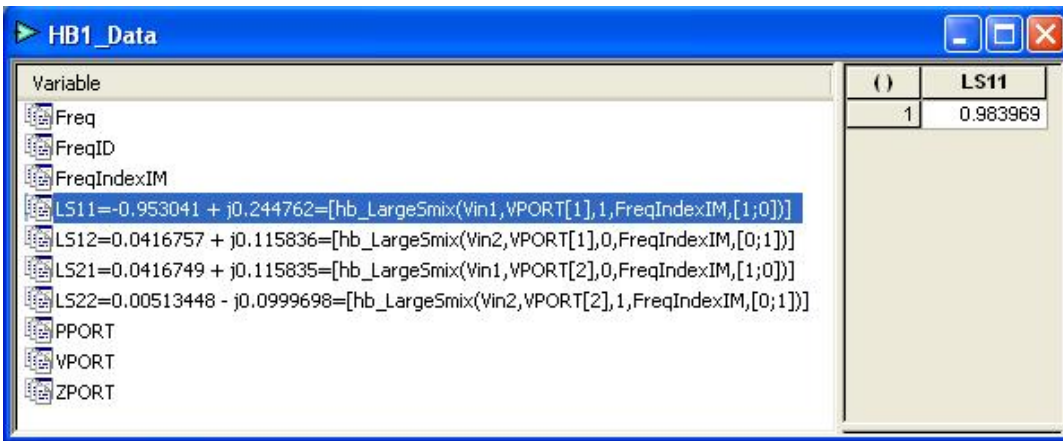 HB1_Data
Variable
Freq
FreqID
FreqIndexIM
LS11=-0.953041 + j0.244762=[hb_LargeSmix(Vin1,VPORT[1],1,FreqIndexIM,[1;0])]
LS12=0.0416757 + j0.115836=[hb_LargeSmix(Vin2,VPORT[1],0,FreqIndexIM,[0;1])]
LS21=0.0416749 + j0.115835=[hb_LargeSmix(Vin1,VPORT[2],0,FreqIndexIM,[1;0])]
LS22=0.00513448 - j0.0999698=[hb_LargeSmix(Vin2,VPORT[2],1,FreqIndexIM,[0;1])]
PPORT
VPORT
ZPORT
() LS11
1 0.983969